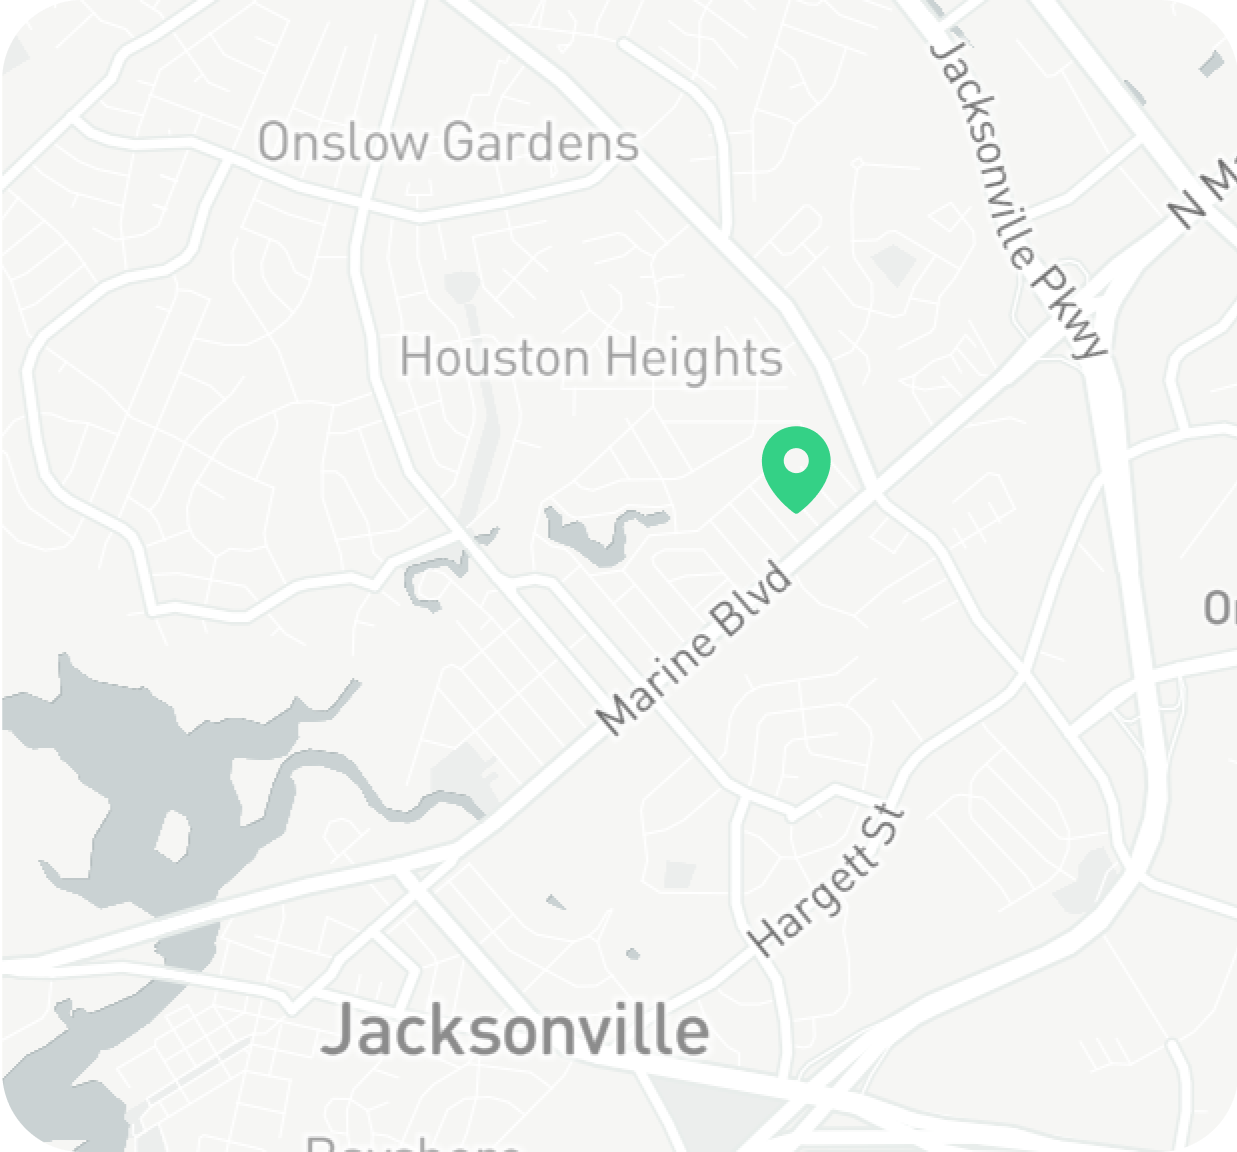 Jacksonville Pkwy
Onslow Gardens
N
Houston Heights
Marine Blvd
Hargett St
Jacksonville